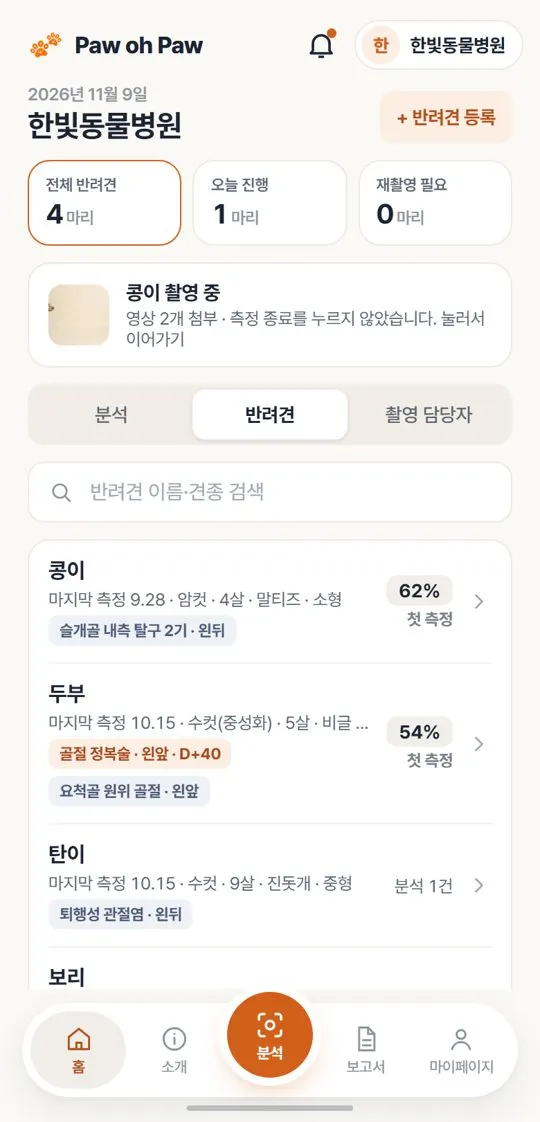 Paw oh Paw
한 한빛동물병원
2026년 11월 9일
한빛동물병원
+ 반려견 등록
전체 반려견
4 마리
오늘 진행
1 마리
재촬영 필요
0 마리
콩이 촬영 중
영상 2개 첨부 · 측정 종료를 누르지 않았습니다. 눌러서
이어가기
분석
반려견
촬영 담당자
반려견 이름·견종 검색
콩이
마지막 측정 9.28 · 암컷 · 4살 · 말티즈 · 소형
슬개골 내측 탈구 2기 · 왼뒤
62%
첫 측정
두부
마지막 측정 10.15 · 수컷(중성화) · 5살 · 비글 ...
골절 정복술 · 왼앞 · D+40
요척골 원위 골절 · 왼앞
54%
첫 측정
탄이
마지막 측정 10.15 · 수컷 · 9살 · 진돗개 · 중형
퇴행성 관절염 · 왼뒤
분석 1건
보리
홈
소개
분석
보고서
마이페이지